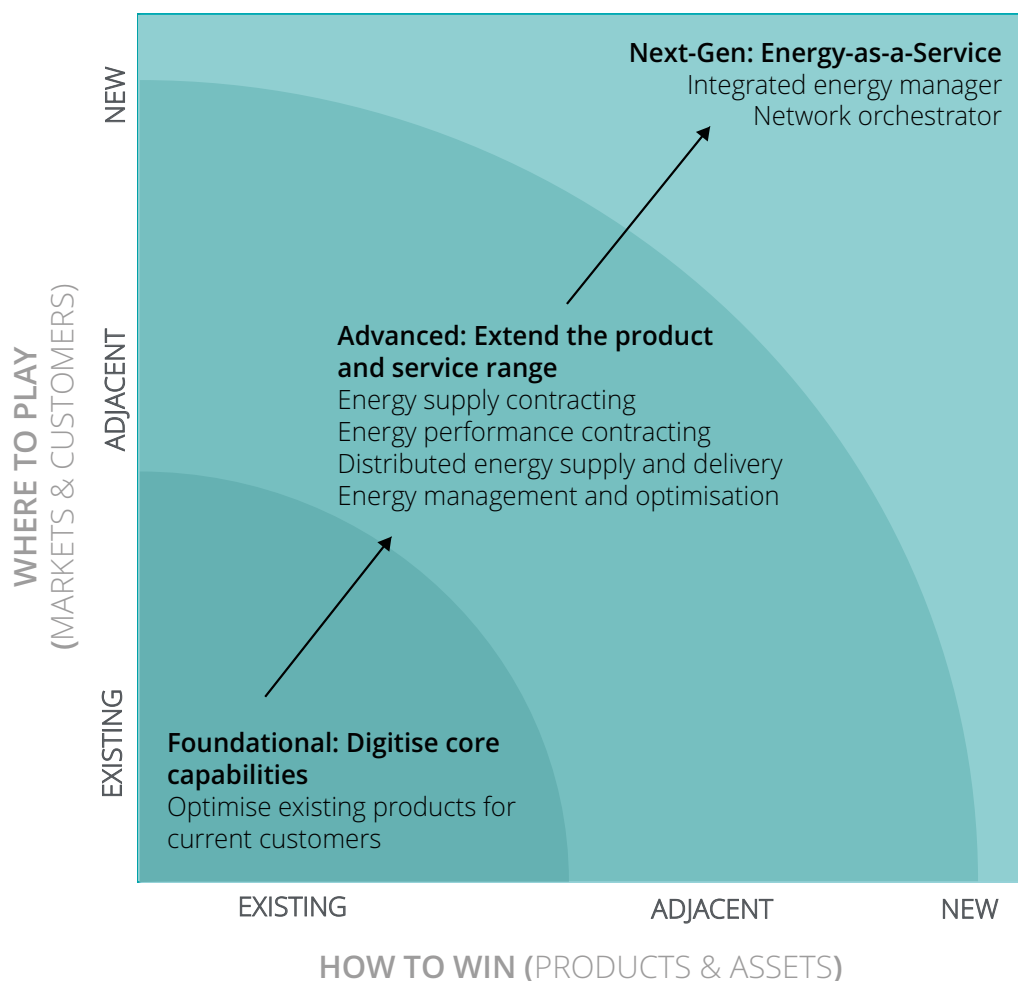 Next-Gen: Energy-as-a-Service
Integrated energy manager
Network orchestrator
NEW
ADJACENT
EXISTING
WHERE TO PLAY
(MARKETS & CUSTOMERS)
Advanced: Extend the product
and service range
Energy supply contracting
Energy performance contracting
Distributed energy supply and delivery
Energy management and optimisation
Foundational: Digitise core
capabilities
Optimise existing products for
current customers
EXISTING
ADJACENT
NEW
HOW TO WIN (PRODUCTS & ASSETS)